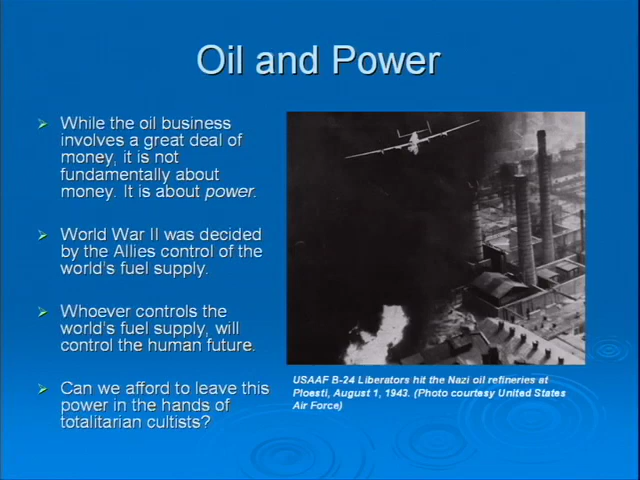 Oil and Power
While the oil business
involves a great deal of
money, it is not
fundamentally about
money. It is about power.
World War II was decided
by the Allies control of the
world's fuel supply.
Whoever controls the
world's fuel supply, will
control the human future.
Can we afford to leave this
power in the hands of
totalitarian cultists?
USAAF B-24 Liberators hit the Nazi oil refineries at
Ploesti, August 1, 1943. (Photo courtesy United States
Air Force)